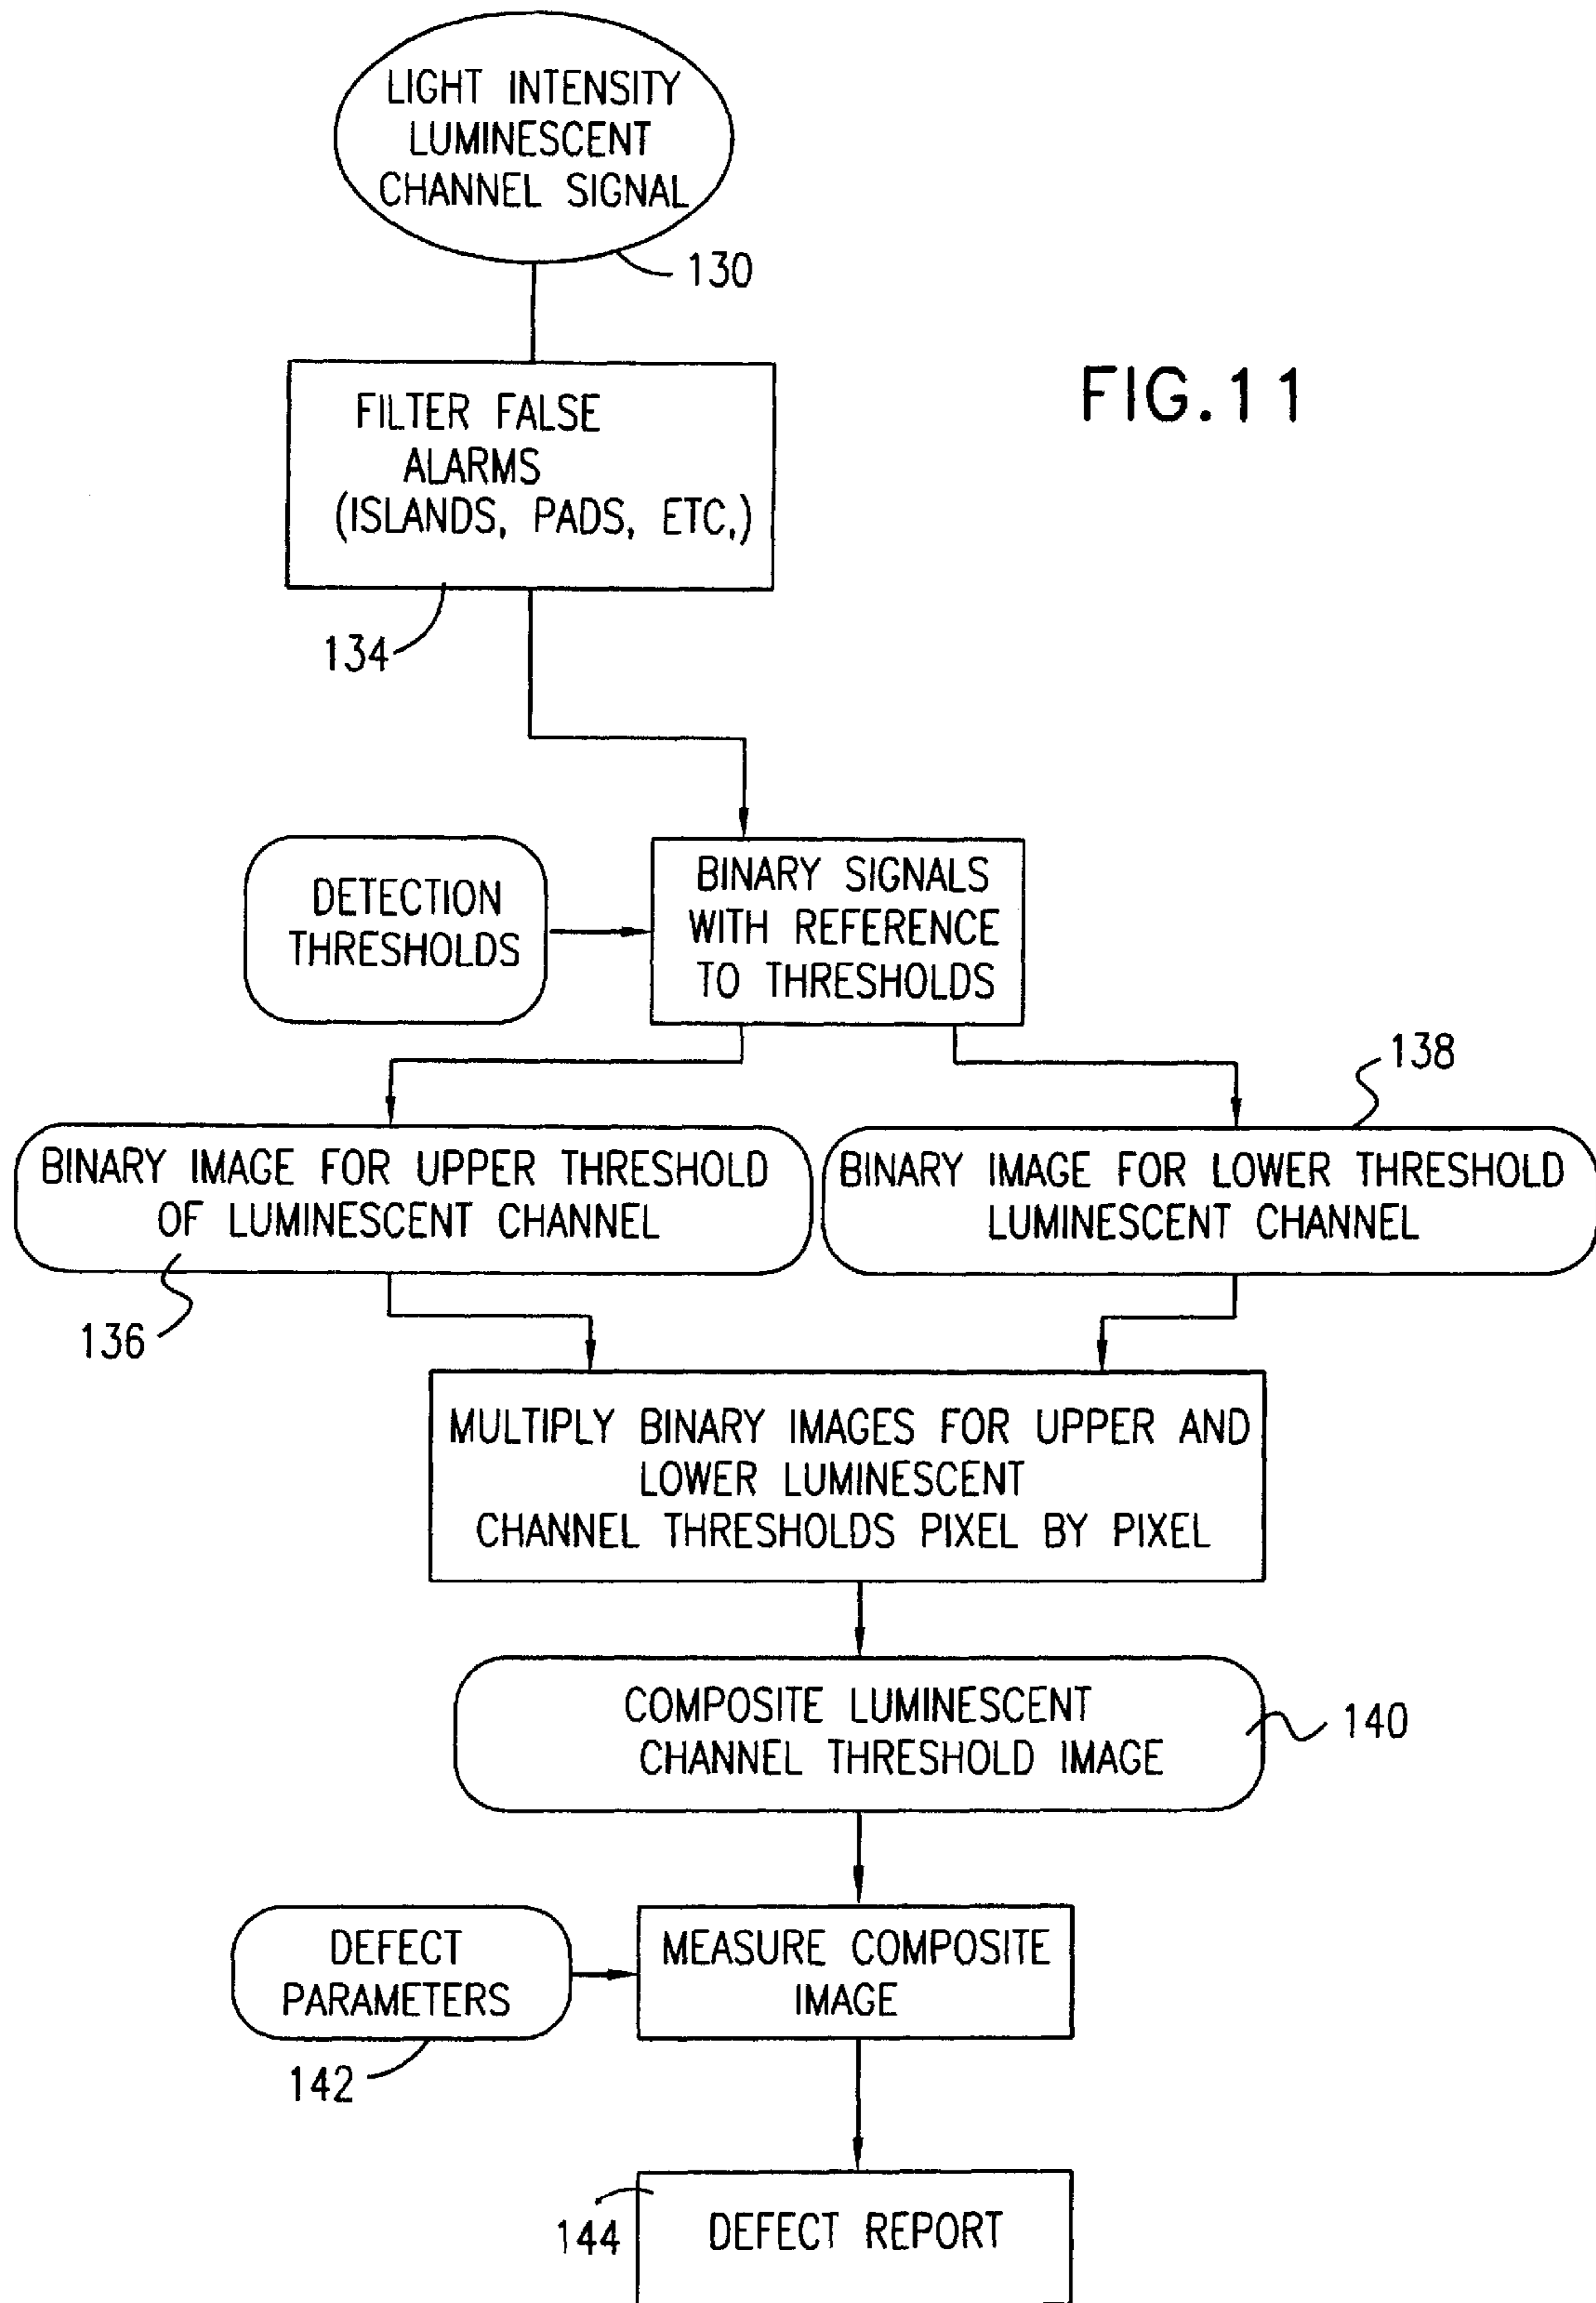 LIGHT INTENSITY
LUMINESCENT
CHANNEL SIGNAL
130
FIG.11
FILTER FALSE
ALARMS
(ISLANDS, PADS, ETC,)
134
DETECTION
THRESHOLDS
BINARY SIGNALS
WITH REFERENCE
TO THRESHOLDS
138
BINARY IMAGE FOR UPPER THRESHOLD
OF LUMINESCENT CHANNEL
BINARY IMAGE FOR LOWER THRESHOLD
LUMINESCENT CHANNEL
136
MULTIPLY BINARY IMAGES FOR UPPER AND
LOWER LUMINESCENT
CHANNEL THRESHOLDS PIXEL BY PIXEL
COMPOSITE LUMINESCENT
CHANNEL THRESHOLD IMAGE
140
DEFECT
PARAMETERS
142
MEASURE COMPOSITE
IMAGE
144
DEFECT REPORT